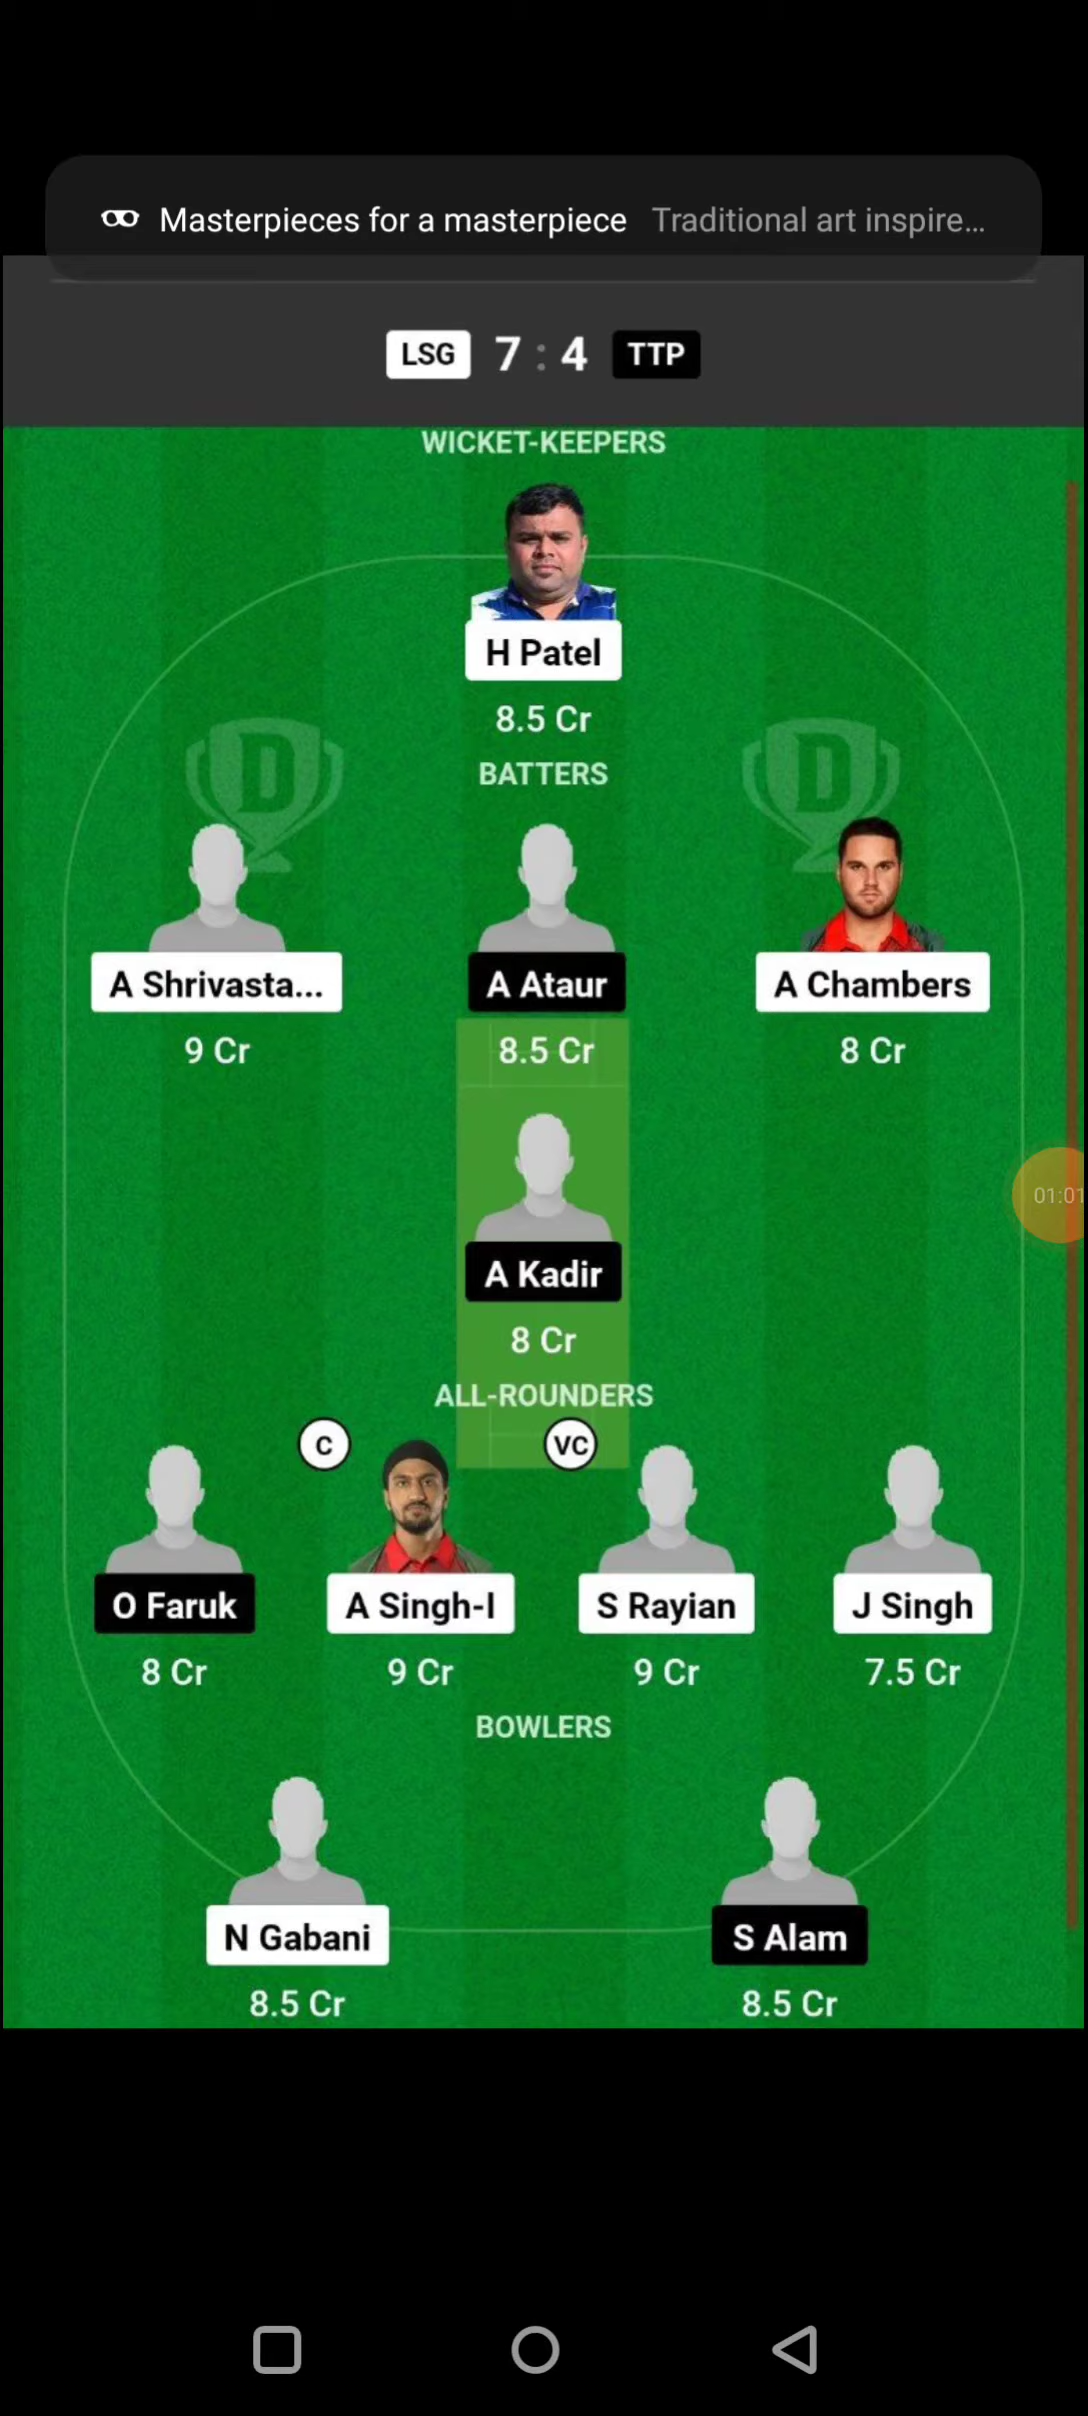 Masterpieces for a masterpiece Traditional art inspire...
LSG 7 : 4 TTP
WICKET-KEEPERS
H Patel
8.5 Cr
BATTERS
D D
A Shrivasta... A Ataur A Chambers
9 Cr 8.5 Cr 8 Cr
A Kadir
8 Cr
ALL-ROUNDERS
C VC
O Faruk A Singh-I S Rayian J Singh
8 Cr 9 Cr 9 Cr 7.5 Cr
BOWLERS
N Gabani S Alam
8.5 Cr 8.5 Cr
01:01